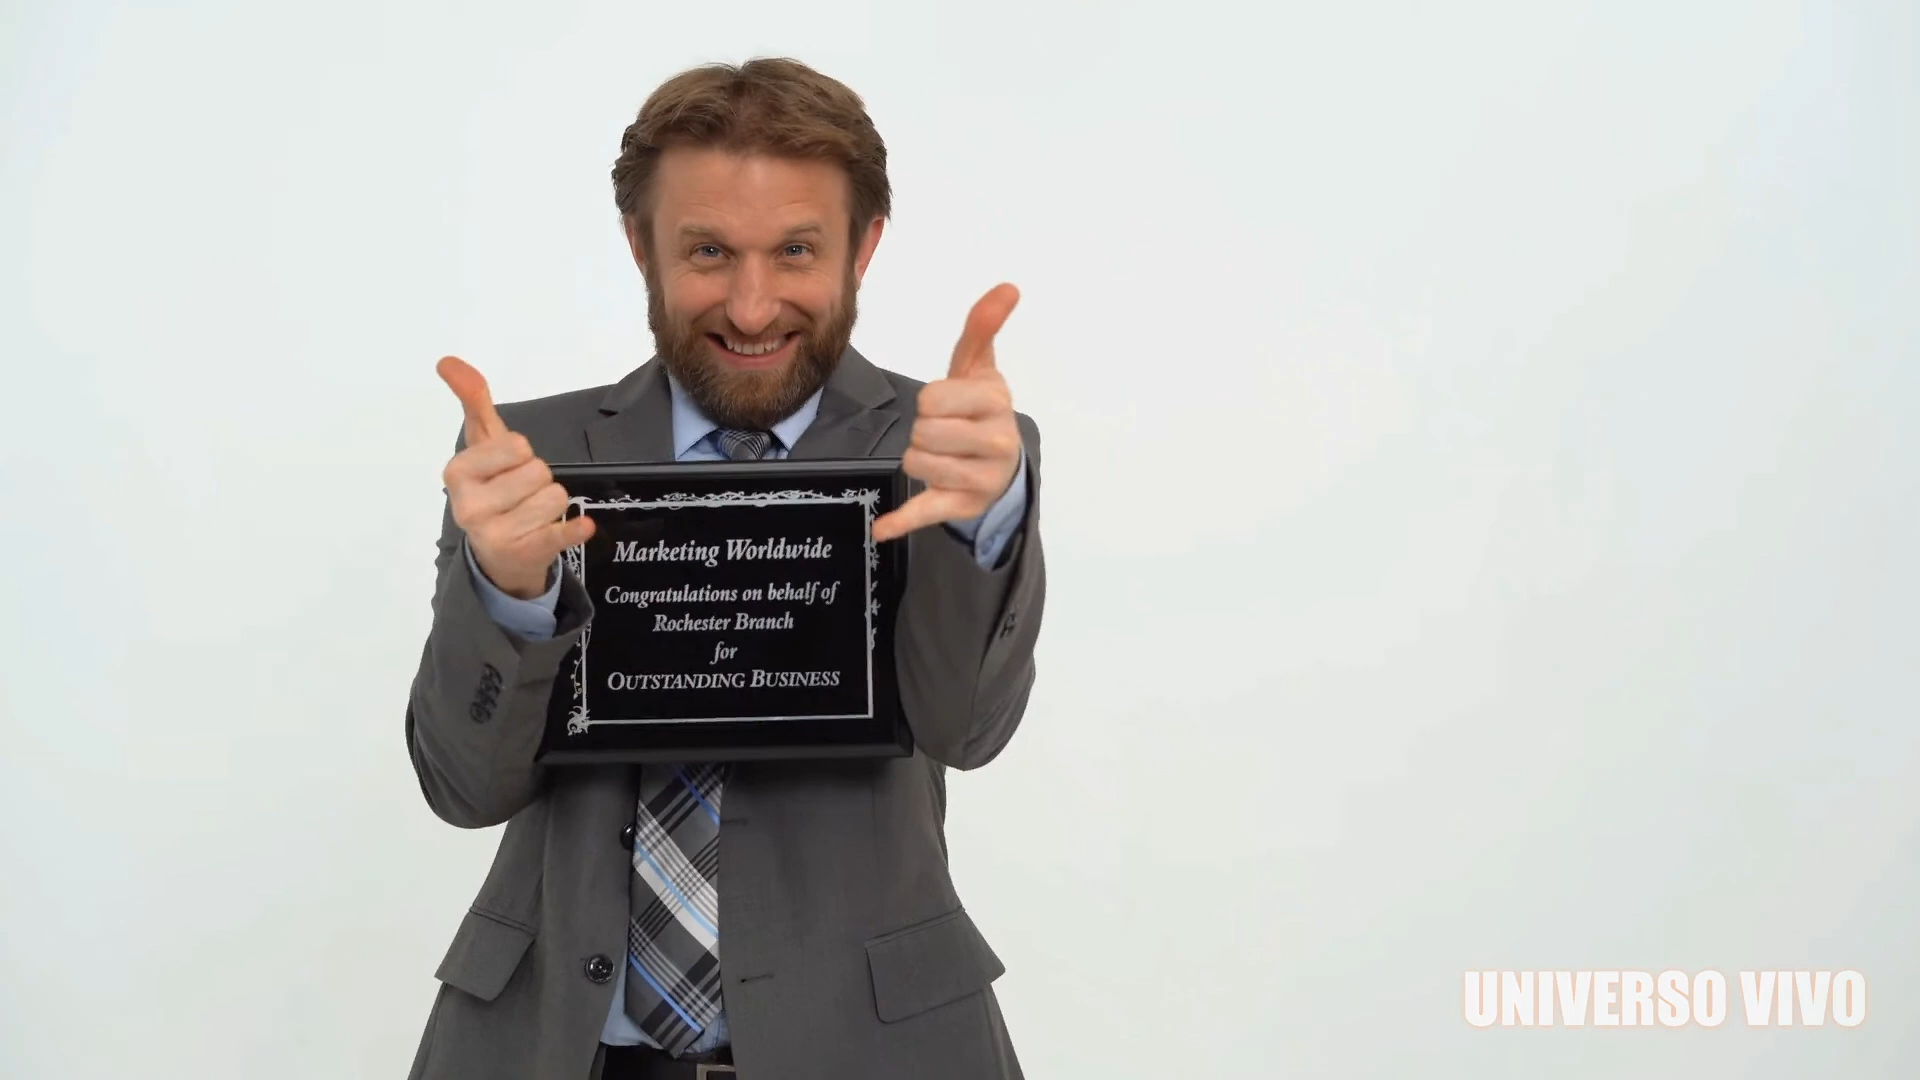 Marketing Worldwide
Congratulations on behalf of
Rochester Branch
for
OUTSTANDING BUSINESS
UNIVERSO VIVO